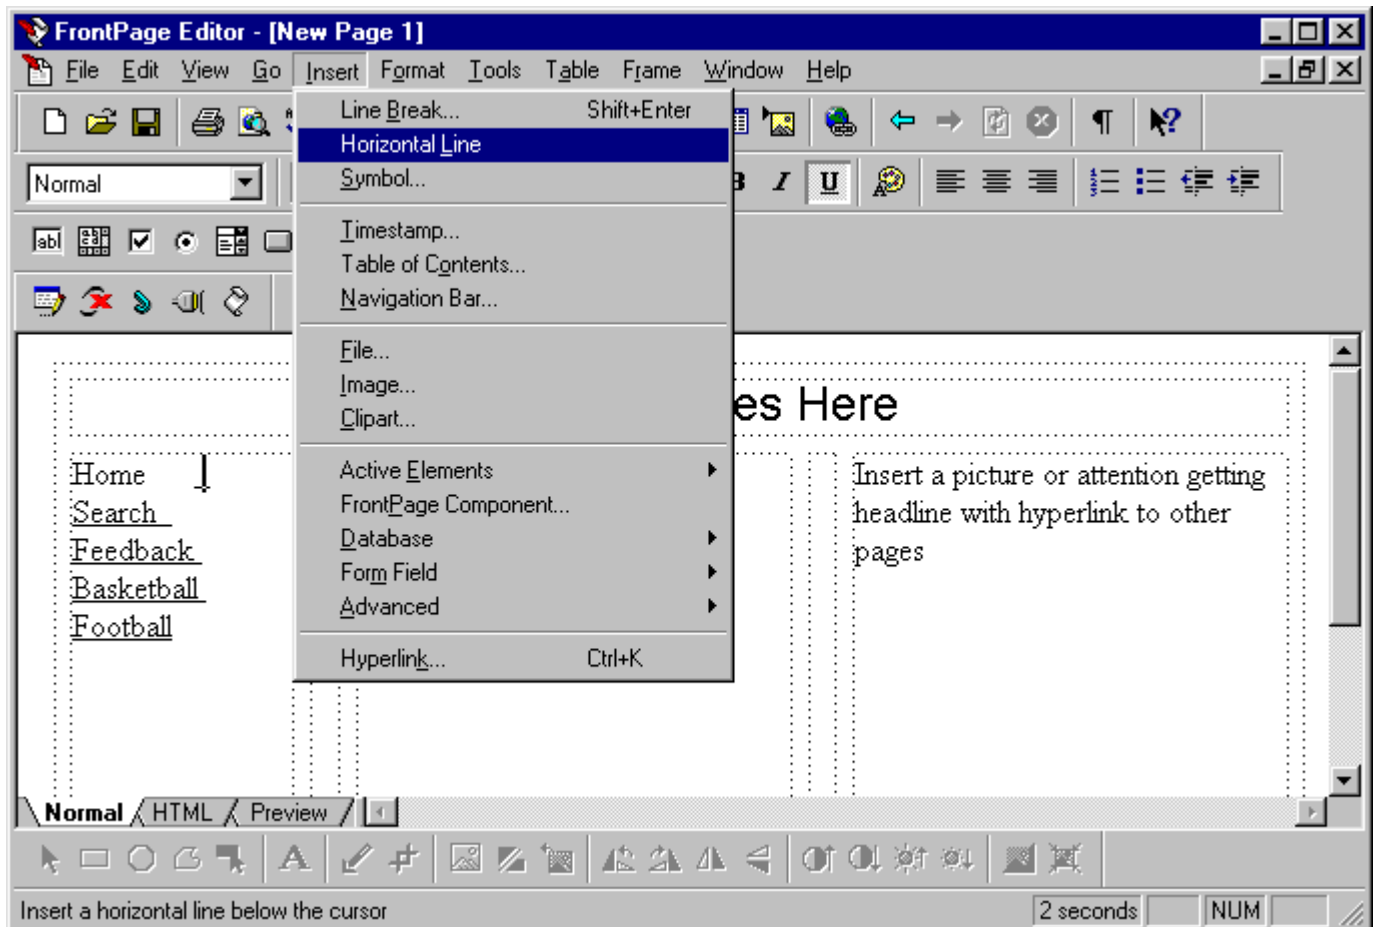 FrontPage Editor - [New Page 1]
File Edit View Go Insert Format Tools Table Frame Window Help
Line Break... Shift+Enter
Horizontal Line
Normal
Symbol...
B I U
abl
Timestamp...
Table of Contents...
Navigation Bar...
File...
Image...
Clipart...
es Here
Home
Search
Feedback
Basketball
Football
Active Elements
FrontPage Component...
Database
Form Field
Advanced
Hyperlink... Ctrl+K
Insert a picture or attention getting
headline with hyperlink to other
pages
Normal HTML Preview
A
Insert a horizontal line below the cursor
2 seconds NUM